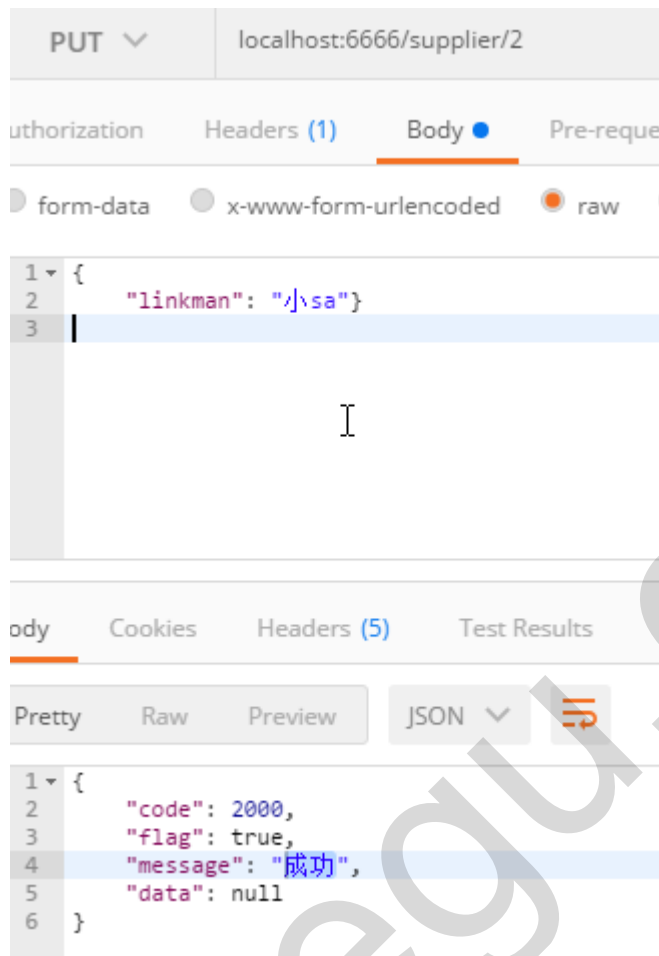 PUT localhost:6666/supplier/2
uthorization Headers (1) Body Pre-reque
form-data x-www-form-urlencoded raw
1 {
2 "linkman": "小sa"}
3
ody Cookies Headers (5) Test Results
Pretty Raw Preview JSON
1 {
2 "code": 2000,
3 "flag": true,
4 "message": "成功",
5 "data": null
6 }
egu.